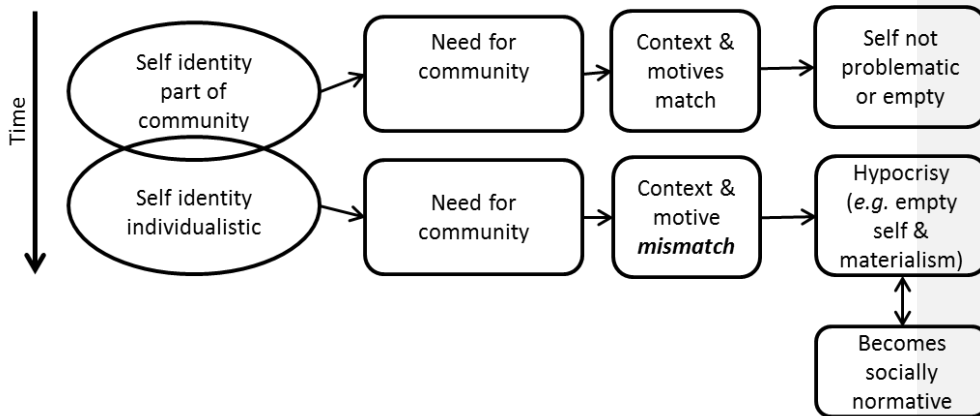 Time
Self identity
part of
community
Need for
community
Context &
motives
match
Self not
problematic
or empty
Self identity
individualistic
Need for
community
Context &
motive
mismatch
Hypocrisy
(e.g. empty
self &
materialism)
Becomes
socially
normative